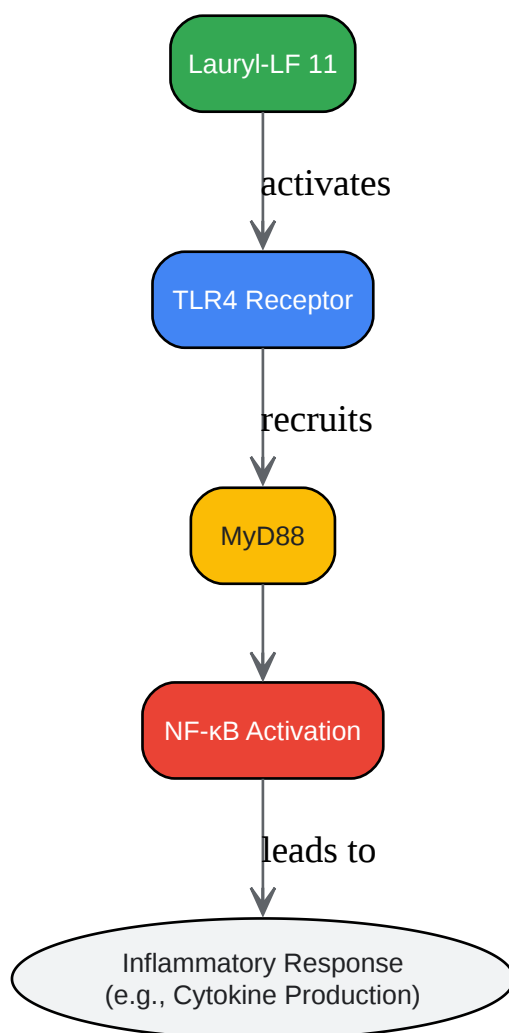 Lauryl-LF 11
activates
TLR4 Receptor
recruits
MyD88
NF-κB Activation
leads to
Inflammatory Response
(e.g., Cytokine Production)